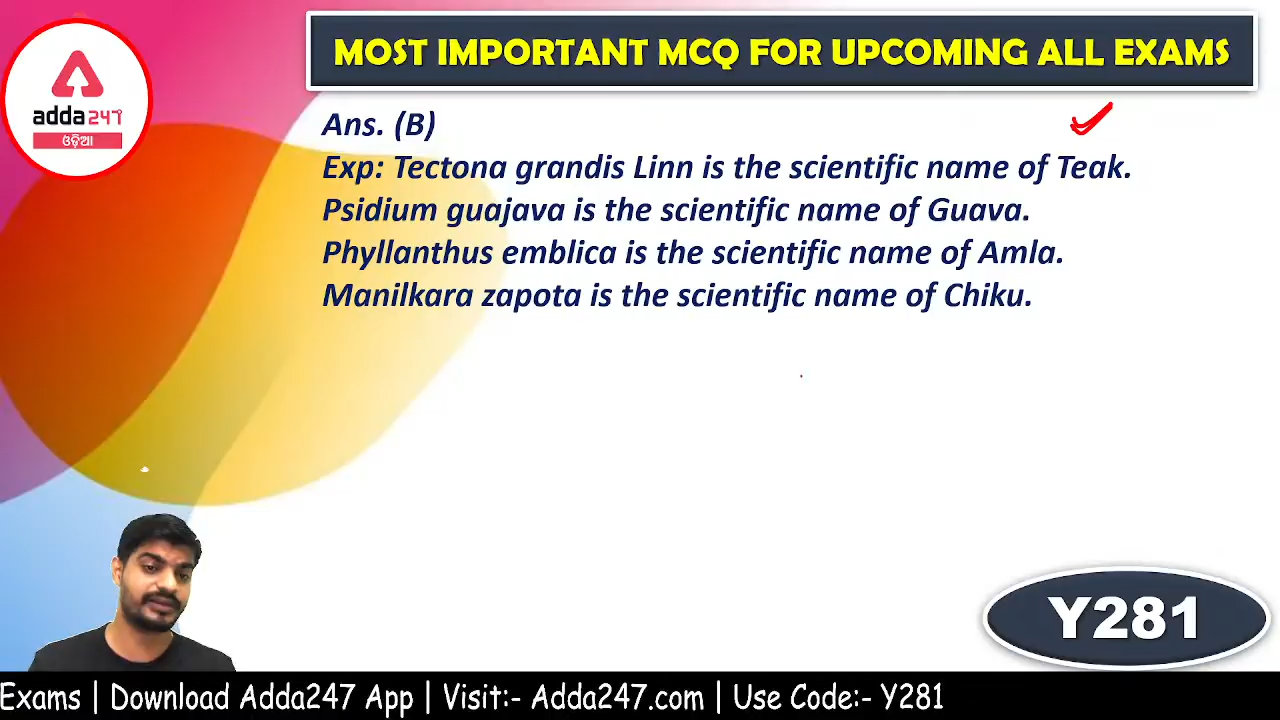 MOST IMPORTANT MCQ FOR UPCOMING ALL EXAMS
adda247
ଓଡ଼ିଆ
Ans. (B)
Exp: Tectona grandis Linn is the scientific name of Teak.
Psidium guajava is the scientific name of Guava.
Phyllanthus emblica is the scientific name of Amla.
Manilkara zapota is the scientific name of Chiku.
Y281
Exams | Download Adda247 App | Visit:- Adda247.com | Use Code:- Y281